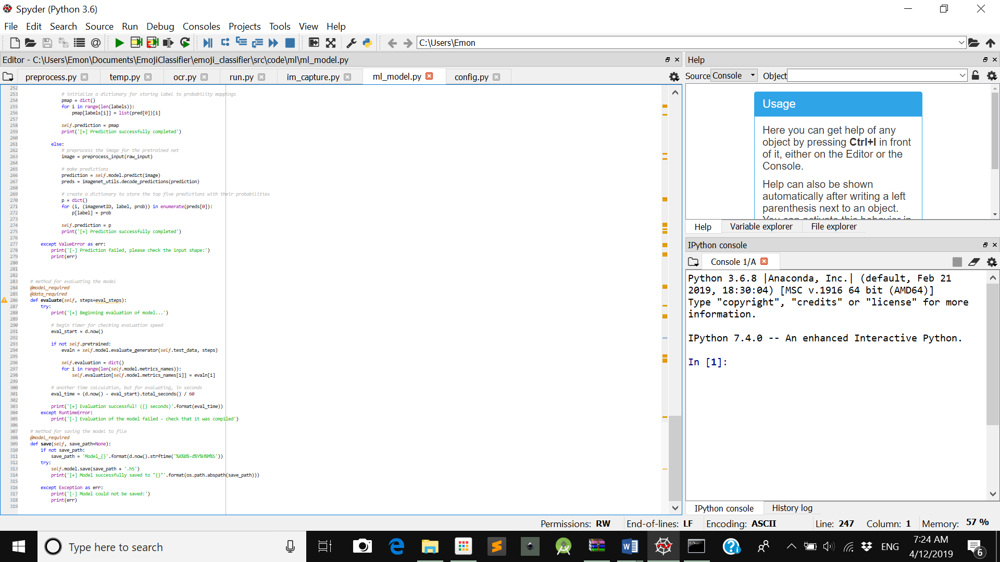 Spyder (Python 3.6)
File Edit Search Source Run Debug Consoles Projects Tools View Help
C:\Users\Emon
Editor - C:\Users\Emon\Documents\EmojiClassifier\emoji_classifier\src\code\ml\ml_model.py
preprocess.py temp.py ocr.py run.py im_capture.py ml_model.py config.py
252
253 # initialize a dictionary for storing label to probability mappings
254 pmap = dict()
255 for i in range(len(labels)):
256 pmap[labels[i]] = list(pred[0])[i]
257
258 self.prediction = pmap
259 print('[+] Prediction successfully completed')
260
261 else:
262 # preprocess the image for the pretrained net
263 image = preprocess_input(raw_input)
264
265 # make predictions
266 prediction = self.model.predict(image)
267 preds = imagenet_utils.decode_predictions(prediction)
268
269 # create a dictionary to store the top five predictions with their probabilities
270 p = dict()
271 for (i, (imagenetID, label, prob)) in enumerate(preds[0]):
272 p[label] = prob
273
274 self.prediction = p
275 print('[+] Prediction successfully completed')
276
277 except ValueError as err:
278 print('[-] Prediction failed, please check the input shape:')
279 print(err)
280
281
282
283 # method for evaluating the model
284 @model_required
285 @data_required
286 def evaluate(self, steps=eval_steps):
287 try:
288 print('[+] Beginning evaluation of model...')
289
290 # begin timer for checking evaluation speed
291 eval_start = d.now()
292
293 if not self.pretrained:
294 evaln = self.model.evaluate_generator(self.test_data, steps)
295
296 self.evaluation = dict()
297 for i in range(len(self.model.metrics_names)):
298 self.evaluation[self.model.metrics_names[i]] = evaln[i]
299
300 # another time calculation, but for evaluating, in seconds
301 eval_time = (d.now() - eval_start).total_seconds() / 60
302
303 print('[+] Evaluation successful! ({} seconds)'.format(eval_time))
304 except RuntimeError:
305 print('[-] Evaluation of the model failed - check that it was compiled')
306
307 # method for saving the model to file
308 @model_required
309 def save(self, save_path=None):
310 if not save_path:
311 save_path = 'Model_{}'.format(d.now().strftime('%A%B%-d%Y%H%M%S'))
312 try:
313 self.model.save(save_path + '.h5')
314 print('[+] Model successfully saved to "{}"'.format(os.path.abspath(save_path)))
315
316 except Exception as err:
317 print('[-] Model could not be saved:')
318 print(err)
319
Help
Source Console Object
Usage
Here you can get help of any
object by pressing Ctrl+I in front
of it, either on the Editor or the
Console.
Help can also be shown
automatically after writing a left
parenthesis next to an object.
You can activate this behavior in
Help Variable explorer File explorer
IPython console
Console 1/A
Python 3.6.8 |Anaconda, Inc.| (default, Feb 21
2019, 18:30:04) [MSC v.1916 64 bit (AMD64)]
Type "copyright", "credits" or "license" for more
information.
IPython 7.4.0 -- An enhanced Interactive Python.
In [1]:
IPython console History log
Permissions: RW End-of-lines: LF Encoding: ASCII Line: 247 Column: 1 Memory: 57 %
Type here to search
ENG
7:24 AM
4/12/2019
6